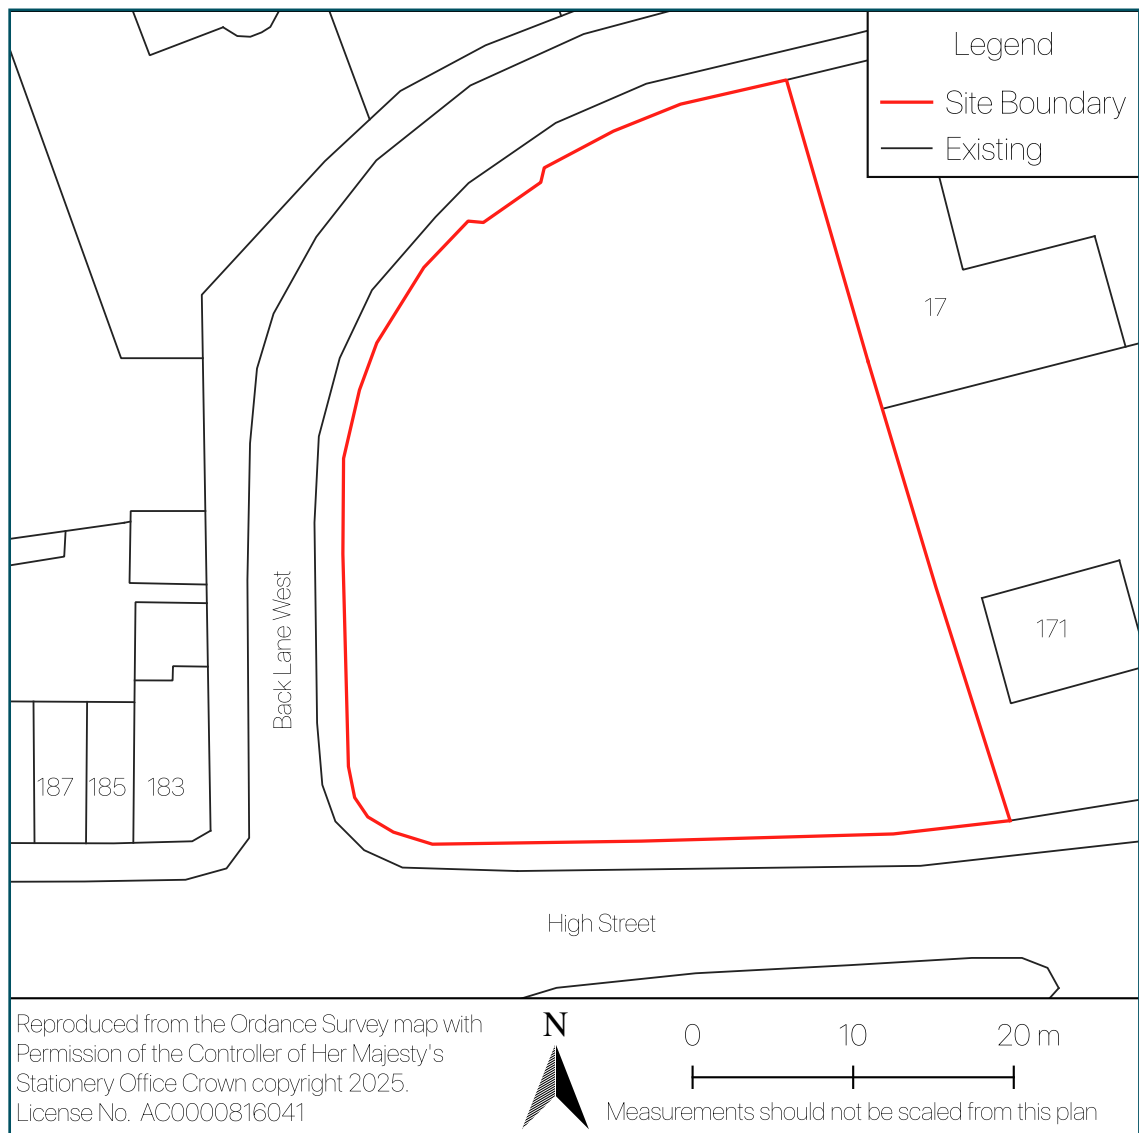 Legend
Site Boundary
Existing
17
171
Back Lane West
187
185
183
High Street
Reproduced from the Ordance Survey map with
Permission of the Controller of Her Majesty's
Stationery Office Crown copyright 2025.
License No. AC0000816041
N
0 10 20 m
Measurements should not be scaled from this plan